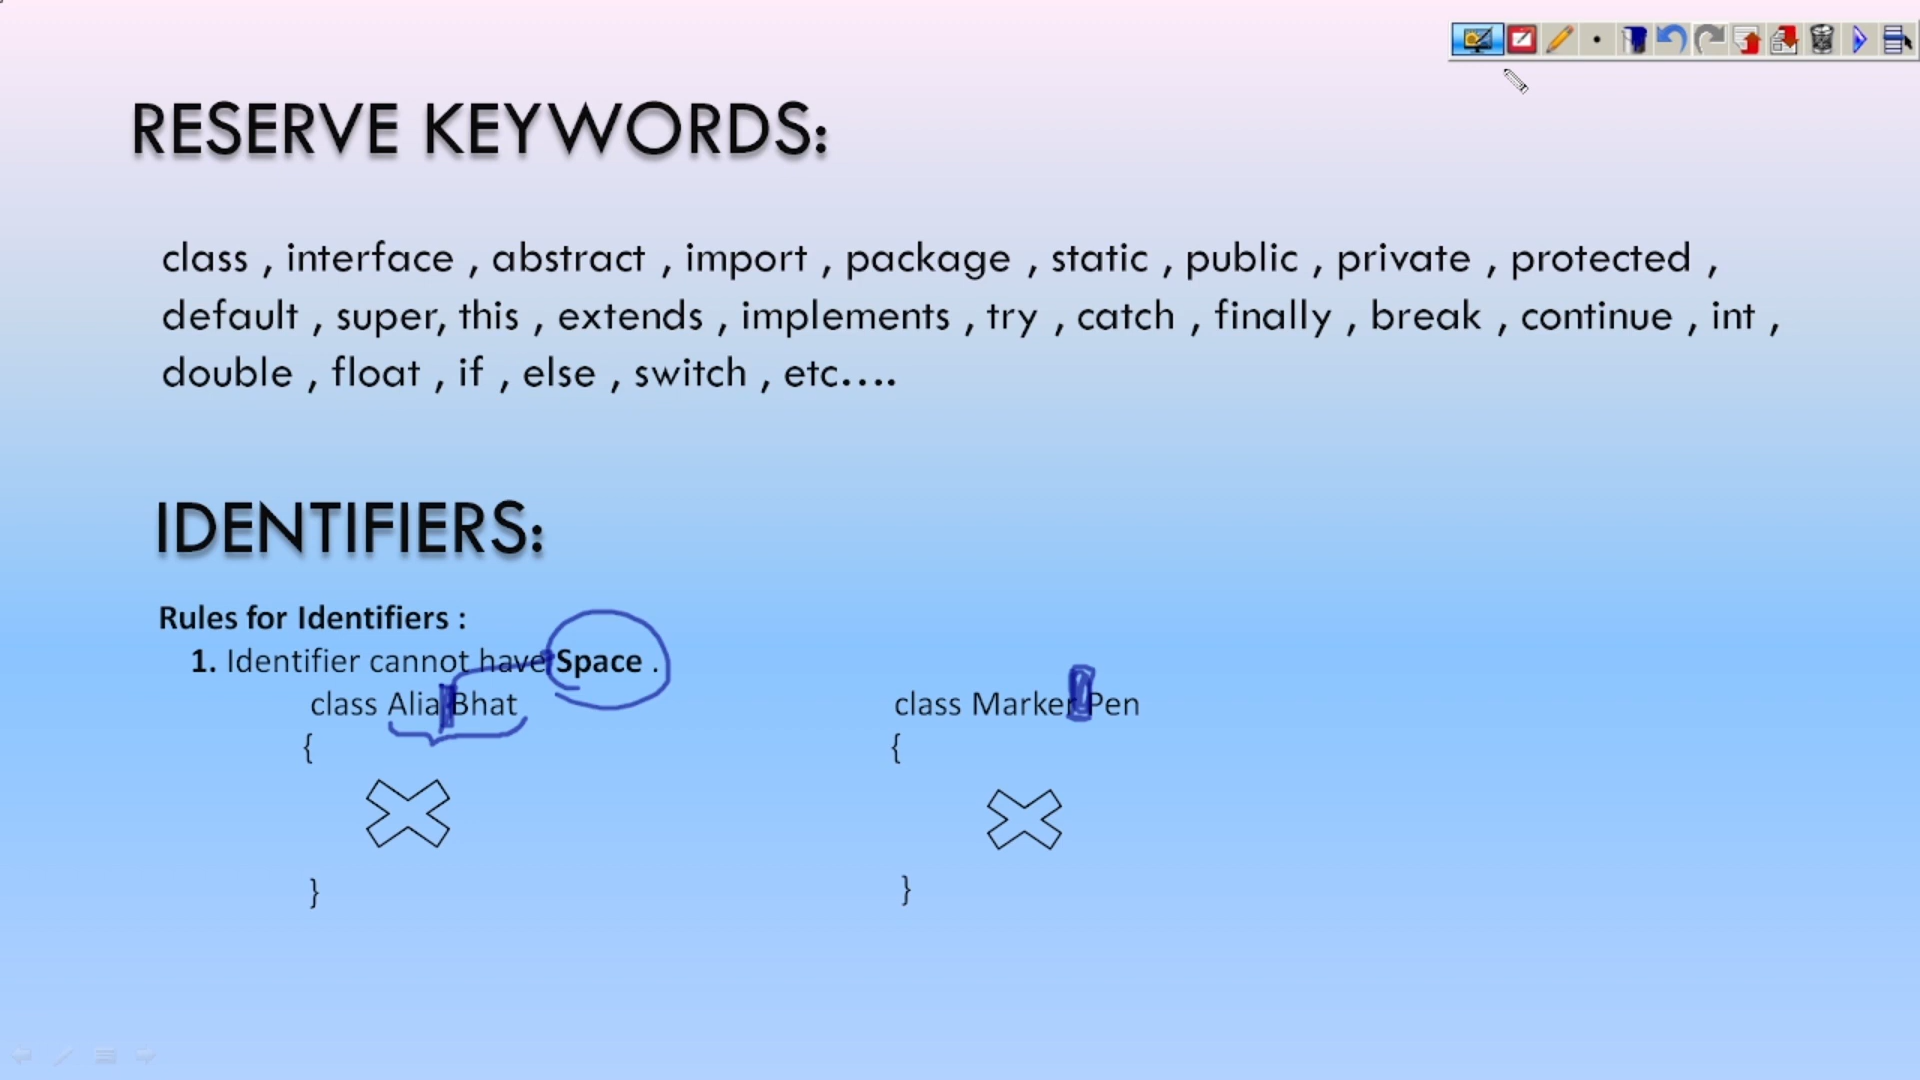 RESERVE KEYWORDS:
class , interface , abstract , import , package , static , public , private , protected ,
default , super, this , extends , implements , try , catch , finally , break , continue , int ,
double , float , if , else , switch , etc....
IDENTIFIERS:
Rules for Identifiers :
1. Identifier cannot have Space .
class Alia Bhat
{
}
class Marker Pen
{
}